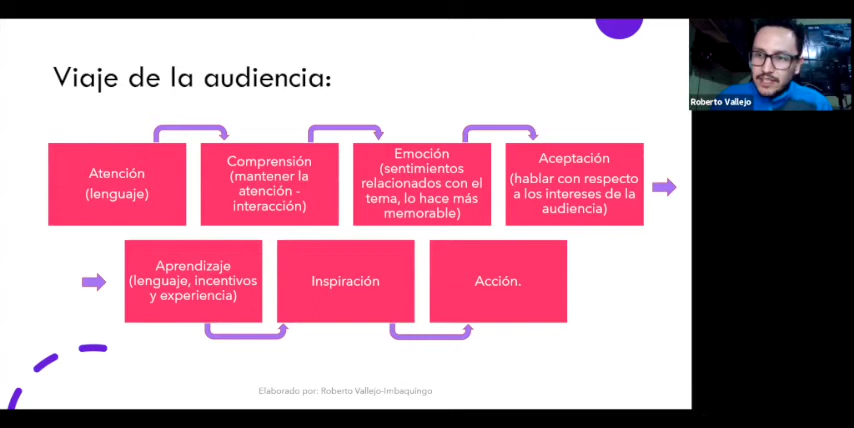 Viaje de la audiencia:
Roberto Vallejo
Atención
(lenguaje)
Comprensión
(mantener la
atención -
interacción)
Emoción
(sentimientos
relacionados con el
tema, lo hace más
memorable)
Aceptación
(hablar con respecto
a los intereses de la
audiencia)
Aprendizaje
(lenguaje, incentivos
y experiencia)
Inspiración
Acción.
Elaborado por: Roberto Vallejo-Imbaquingo